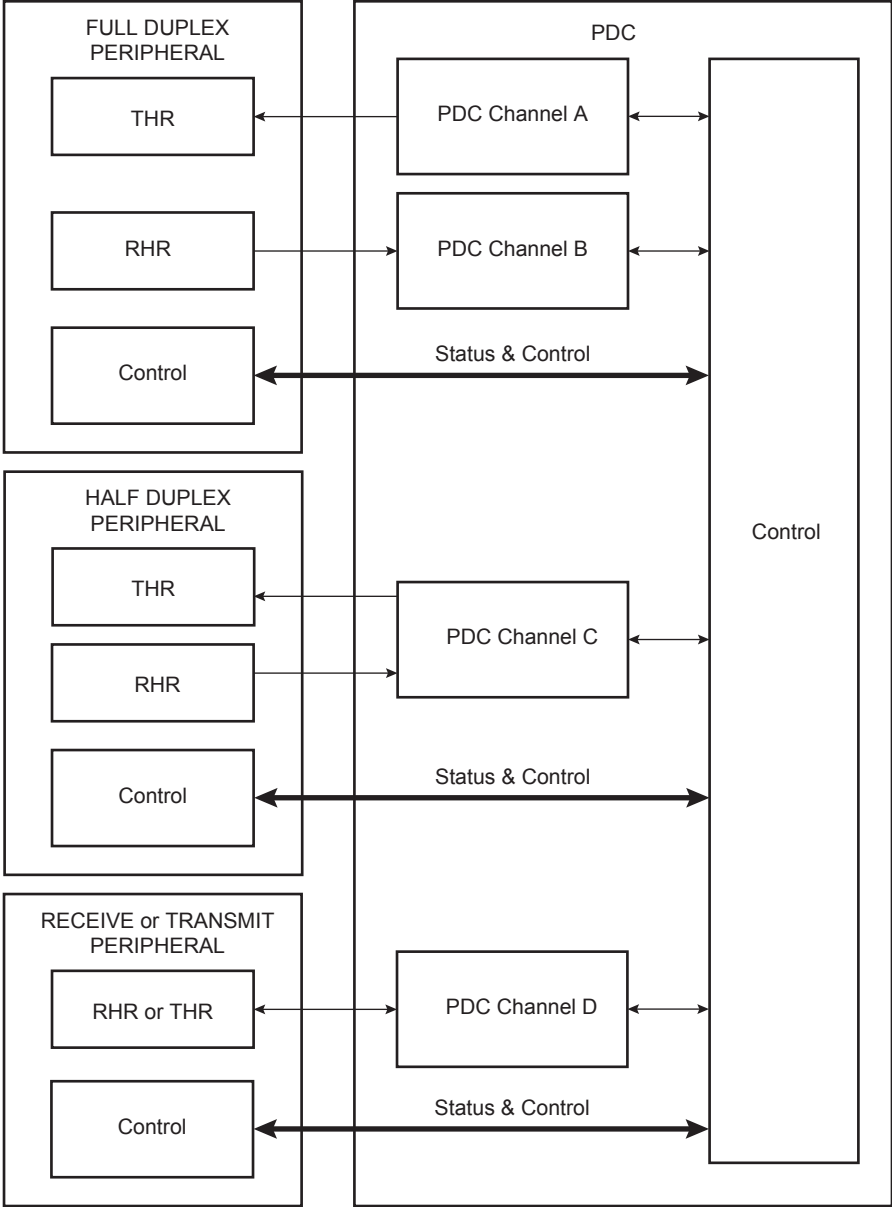 FULL DUPLEX
PERIPHERAL
THR
RHR
Control
PDC
PDC Channel A
PDC Channel B
Status & Control
HALF DUPLEX
PERIPHERAL
THR
RHR
Control
PDC Channel C
Status & Control
Control
RECEIVE or TRANSMIT
PERIPHERAL
RHR or THR
Control
PDC Channel D
Status & Control